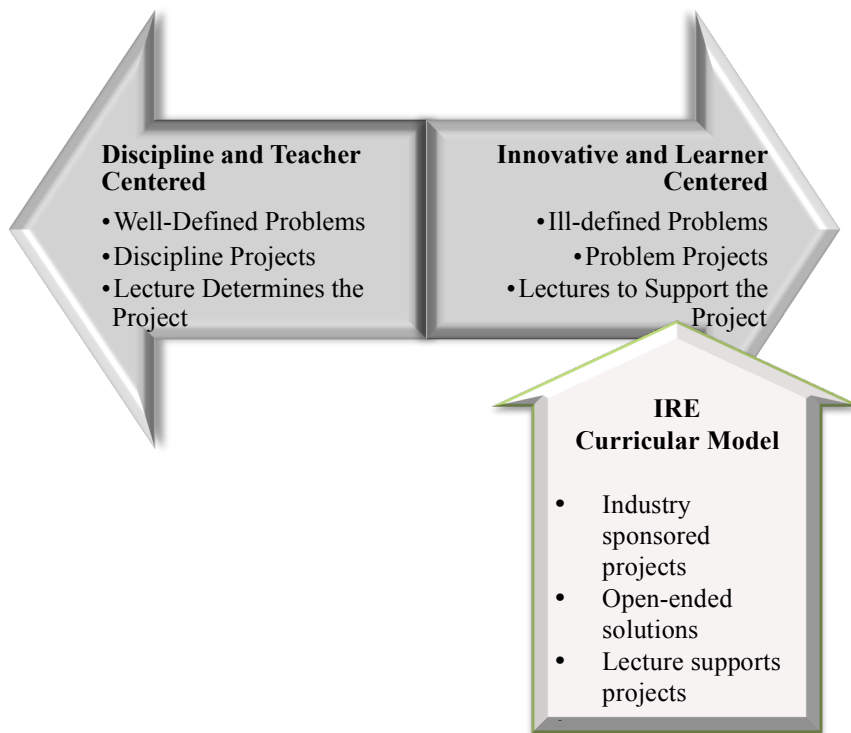 Discipline and Teacher
Centered
•Well-Defined Problems
•Discipline Projects
•Lecture Determines the
Project
Innovative and Learner
Centered
•Ill-defined Problems
•Problem Projects
•Lectures to Support the
Project
IRE
Curricular Model
• Industry
sponsored
projects
• Open-ended
solutions
• Lecture supports
projects